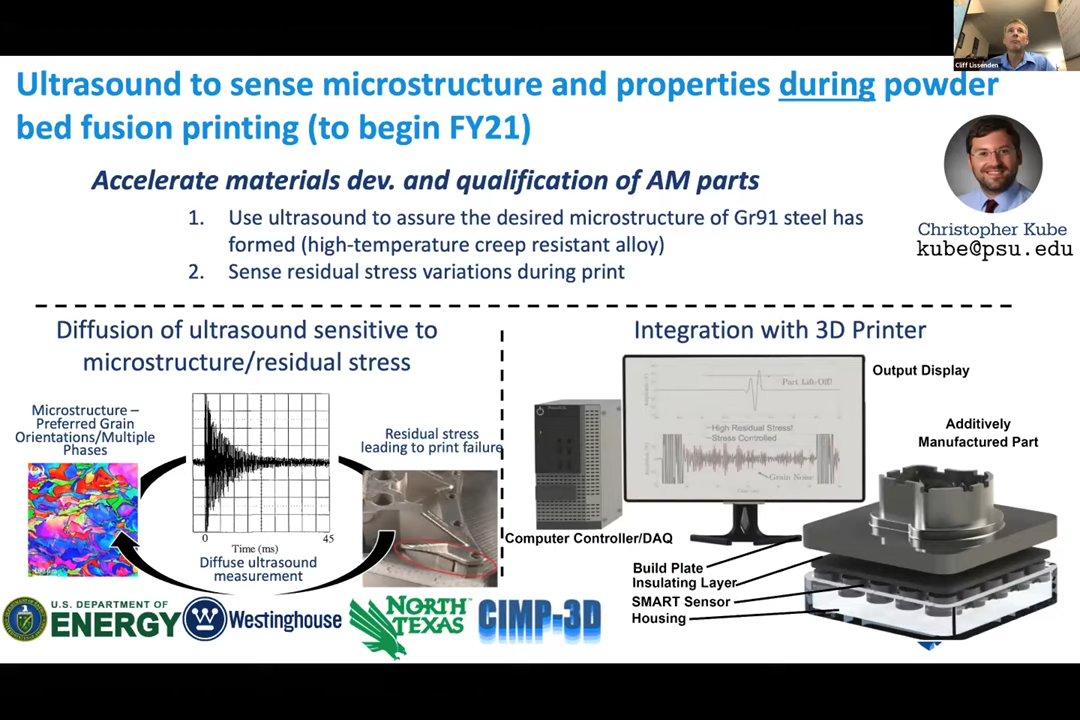 Cliff Lissenden
Ultrasound to sense microstructure and properties during powder
bed fusion printing (to begin FY21)
Accelerate materials dev. and qualification of AM parts
1. Use ultrasound to assure the desired microstructure of Gr91 steel has
formed (high-temperature creep resistant alloy)
2. Sense residual stress variations during print
Christopher Kube
kube@psu.edu
Diffusion of ultrasound sensitive to
microstructure/residual stress
Microstructure –
Preferred Grain
Orientations/Multiple
Phases
0
45
Time (ms)
Diffuse ultrasound
measurement
Residual stress
leading to print failure
Integration with 3D Printer
Part Lift-Off!
High Residual Stress!
Stress Controlled
Grain Noise
Output Display
Additively
Manufactured Part
Computer Controller/DAQ
Build Plate
Insulating Layer
SMART Sensor
Housing
U.S. DEPARTMENT OF
ENERGY
Westinghouse
NORTH
TEXAS
CIMP-3D